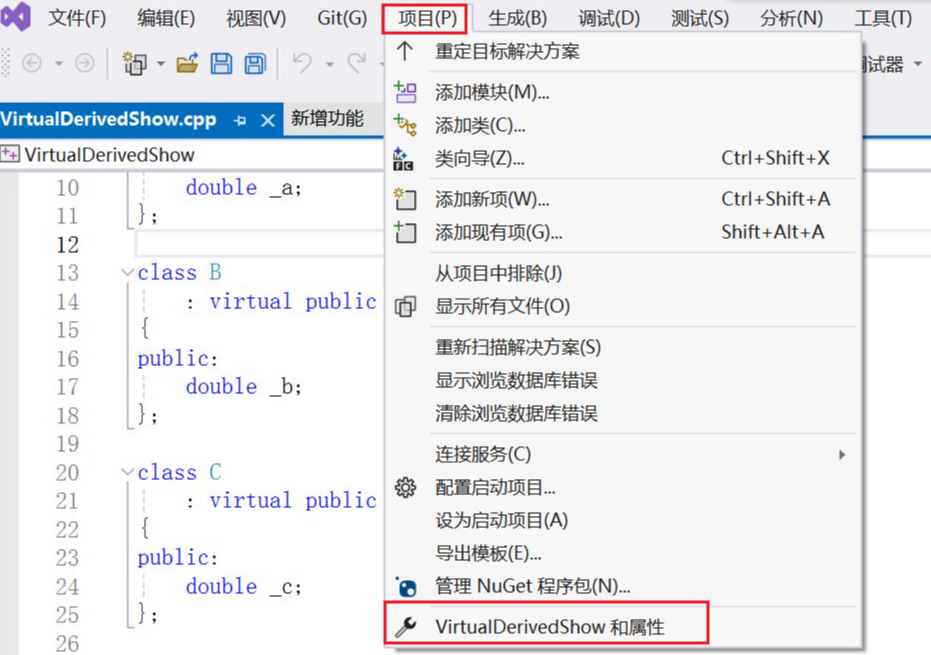 文件(F) 编辑(E) 视图(V) Git(G) 项目(P) 生成(B) 调试(D) 测试(S) 分析(N) 工具(T)
试器
VirtualDerivedShow.cpp 新增功能
VirtualDerivedShow
10 double _a;
11 };
12
13 class B
14 : virtual public
15 {
16 public:
17 double _b;
18 };
19
20 class C
21 : virtual public
22 {
23 public:
24 double _c;
25 };
26
重定目标解决方案
添加模块(M)...
添加类(C)...
类向导(Z)... Ctrl+Shift+X
添加新项(W)... Ctrl+Shift+A
添加现有项(G)... Shift+Alt+A
从项目中排除(J)
显示所有文件(O)
重新扫描解决方案(S)
显示浏览数据库错误
清除浏览数据库错误
连接服务(C)
配置启动项目...
设为启动项目(A)
导出模板(E)...
管理 NuGet 程序包(N)...
VirtualDerivedShow 和属性